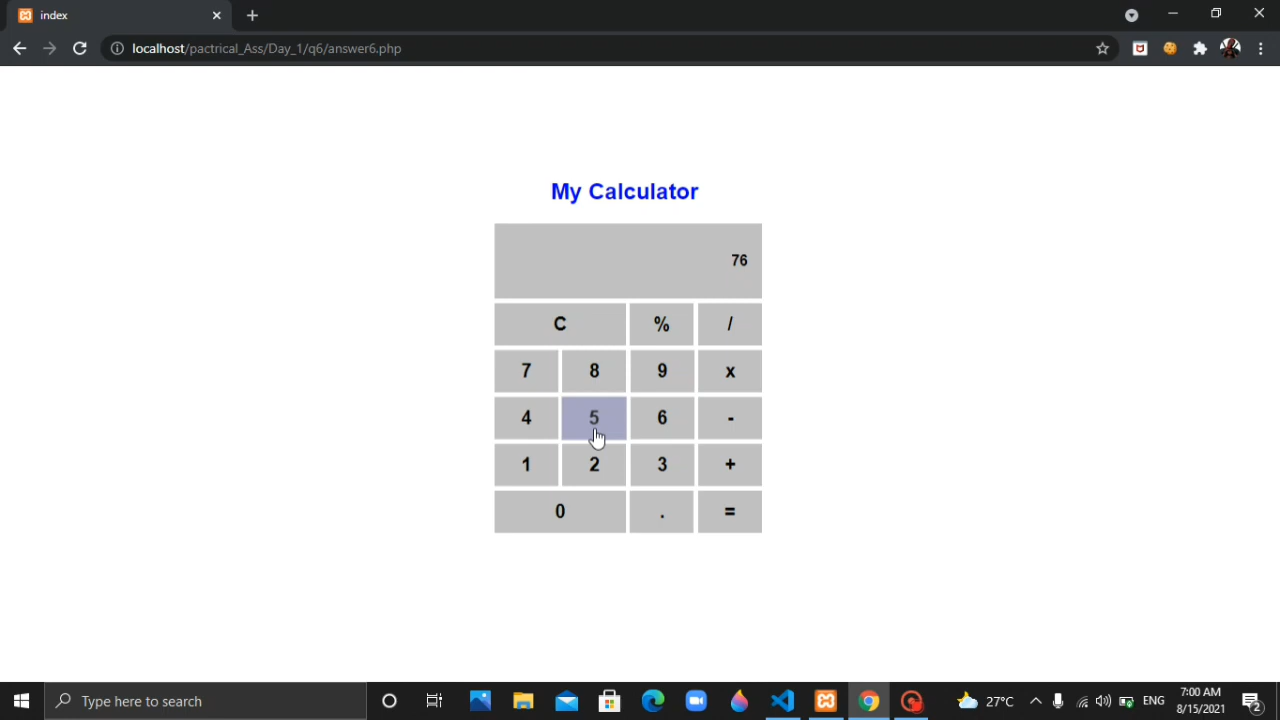 index
localhost/pactrical_Ass/Day_1/q6/answer6.php
My Calculator
76
C % /
7 8 9 x
4 5 6 -
1 2 3 +
0 . =
Type here to search
27°C
ENG
7:00 AM
8/15/2021
2